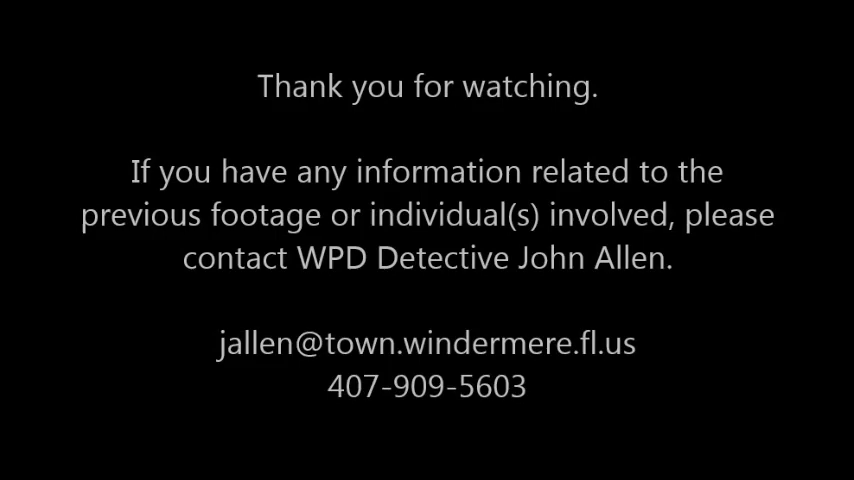 Thank you for watching.
If you have any information related to the
previous footage or individual(s) involved, please
contact WPD Detective John Allen.
jallen@town.windermere.fl.us
407-909-5603